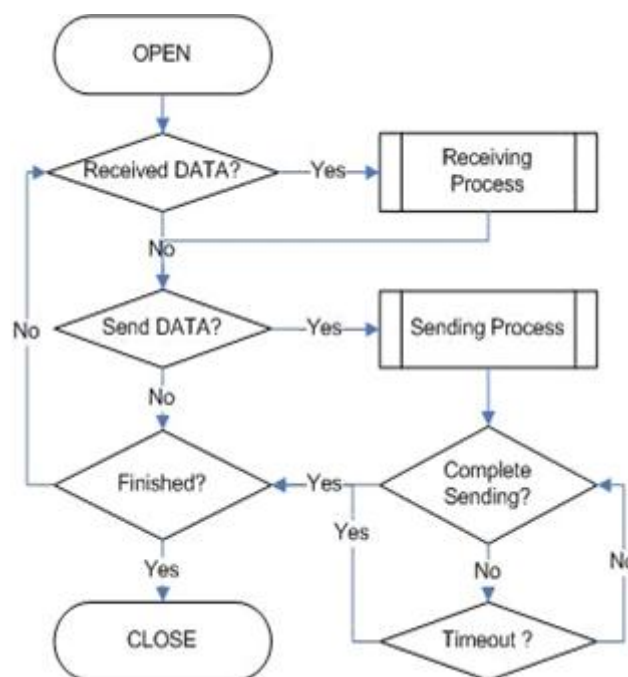 OPEN
Received DATA?
Yes
Receiving
Process
No
Send DATA?
Yes
Sending Process
No
No
Finished?
Yes
Complete
Sending?
Yes
Yes
No
No
CLOSE
Timeout ?